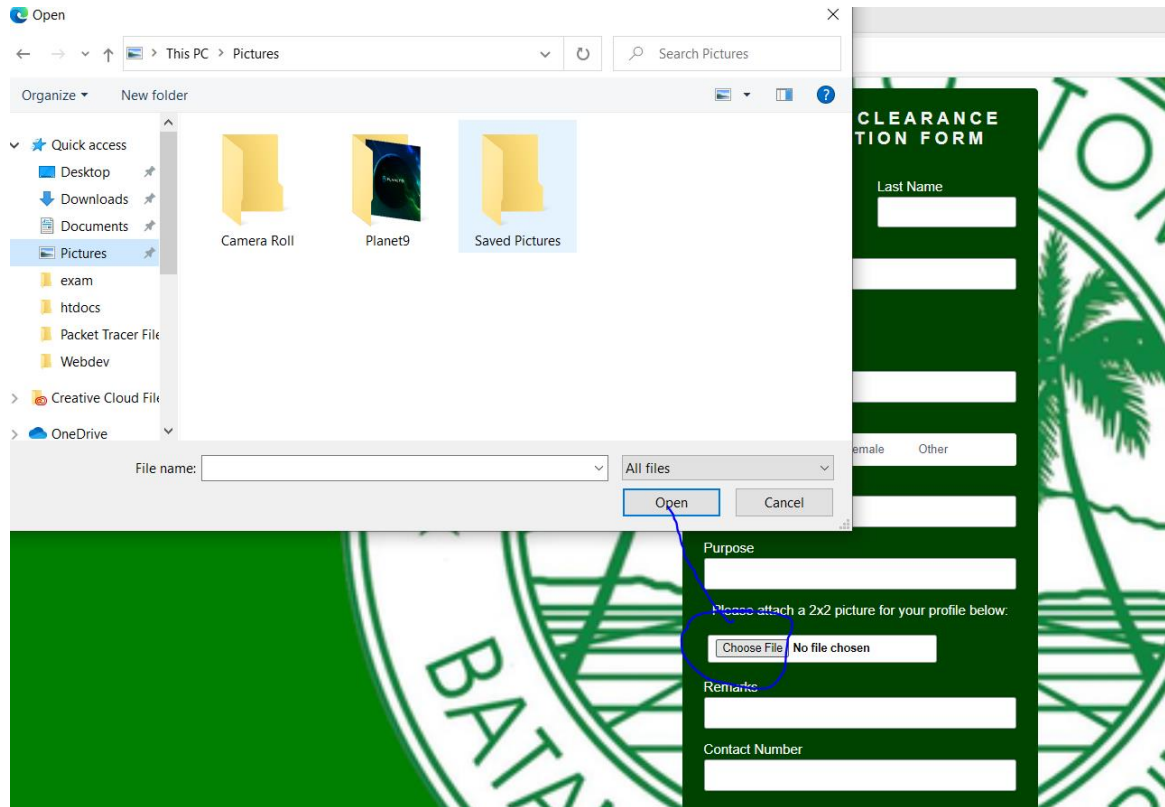 Open
This PC > Pictures
Search Pictures
Organize
New folder
Quick access
Desktop
Downloads
Documents
Pictures
exam
htdocs
Packet Tracer File
Webdev
Creative Cloud File
OneDrive
Camera Roll
Planet9
Saved Pictures
File name:
All files
Open
Cancel
CLEARANCE
TION FORM
Last Name
emale
Other
Purpose
Please attach a 2x2 picture for your profile below:
Choose File No file chosen
Remarks
Contact Number
BATA